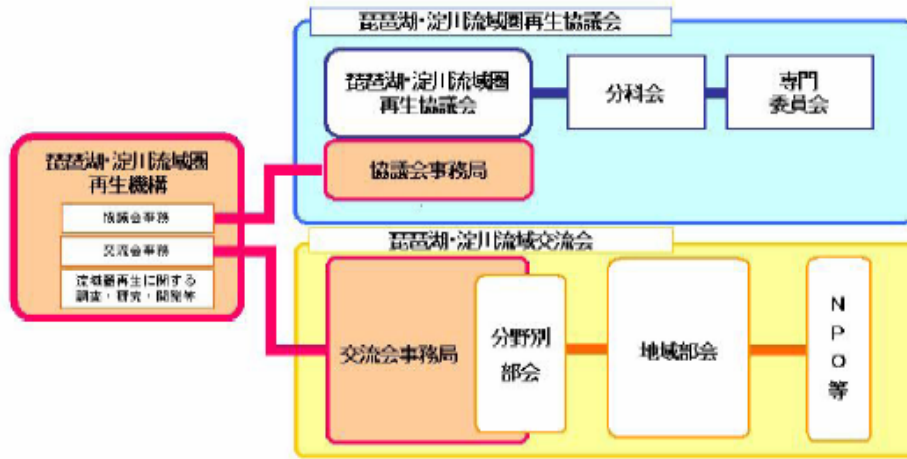 琵琶湖・淀川流域圏再生協議会
琵琶湖・淀川流域圏
再生協議会
分科会
専門
委員会
協議会事務局
琵琶湖・淀川流域圏
再生機構
協議会事務
交流会事務
流域圏再生に関する
調査・研究・開発等
琵琶湖・淀川流域交流会
交流会事務局
分野別
部会
地域部会
NPO等